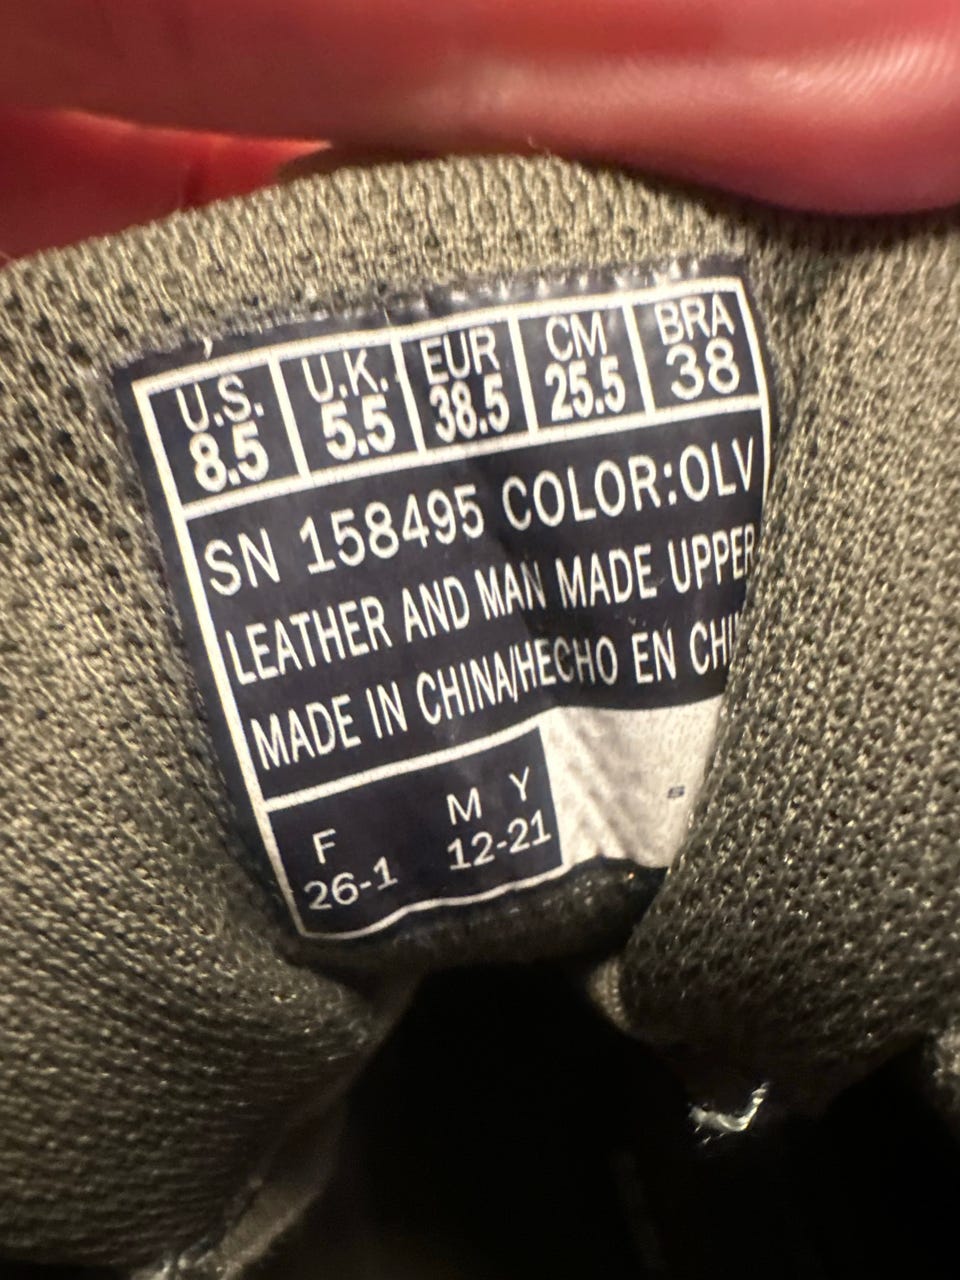 U.S. U.K. EUR CM BRA
8.5 5.5 38.5 25.5 38
SN 158495 COLOR:OLV
LEATHER AND MAN MADE UPPER
MADE IN CHINA/HECHO EN CHI
F M Y
26-1 12-21